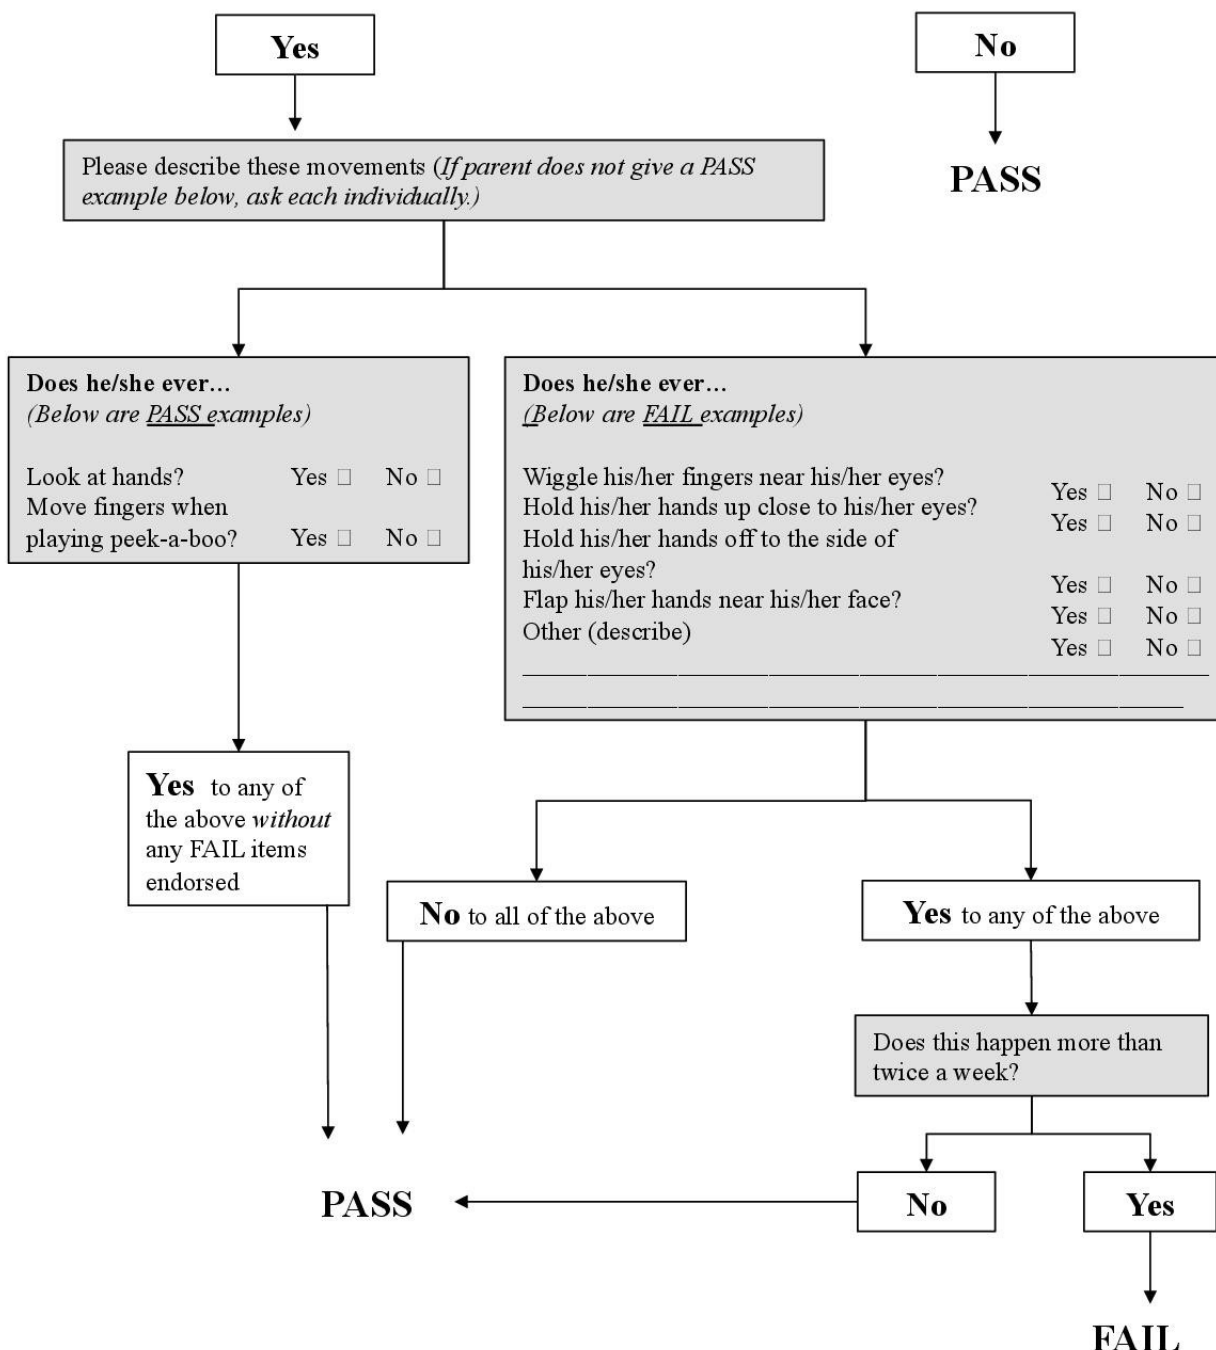 Yes
No
Please describe these movements (If parent does not give a PASS
example below, ask each individually.)
PASS
Does he/she ever…
(Below are PASS examples)
Look at hands? Yes □ No □
Move fingers when
playing peek-a-boo? Yes □ No □
Does he/she ever…
(Below are FAIL examples)
Wiggle his/her fingers near his/her eyes? Yes □ No □
Hold his/her hands up close to his/her eyes? Yes □ No □
Hold his/her hands off to the side of
his/her eyes? Yes □ No □
Flap his/her hands near his/her face? Yes □ No □
Other (describe) Yes □ No □
Yes to any of
the above without
any FAIL items
endorsed
No to all of the above
Yes to any of the above
Does this happen more than
twice a week?
PASS
No
Yes
FAIL